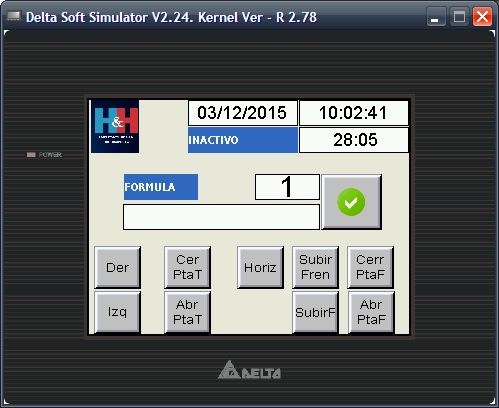 Delta Soft Simulator V2.24. Kernel Ver - R 2.78
H&H
03/12/2015 10:02:41
INACTIVO 28:05
POWER
FORMULA 1
Der Cer PtaT Horiz Subir Fren Cerr PtaF
Izq Abr PtaT SubirF Abr PtaF
DELTA